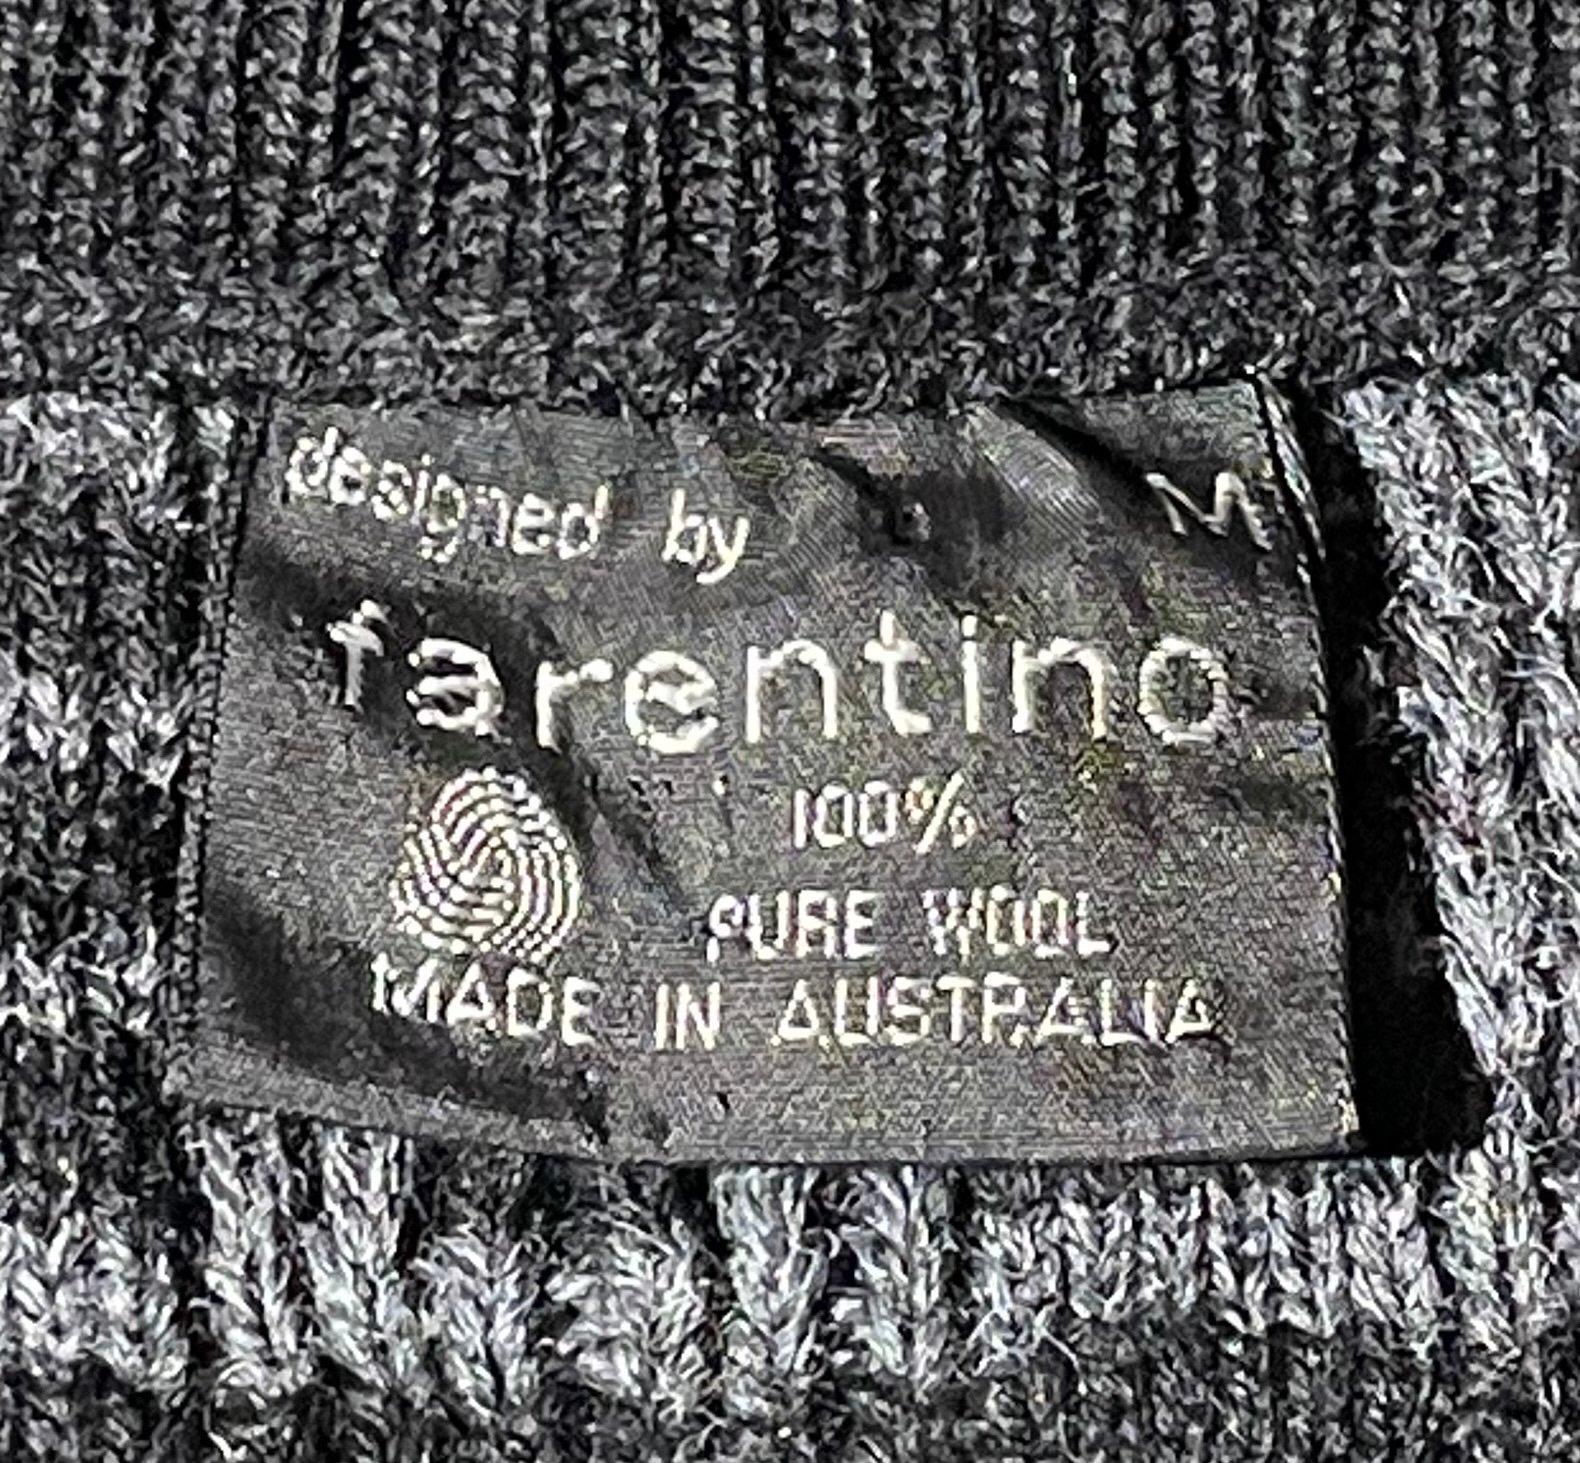 designed by M
tarentino
100%
PURE WOOL
MADE IN AUSTRALIA